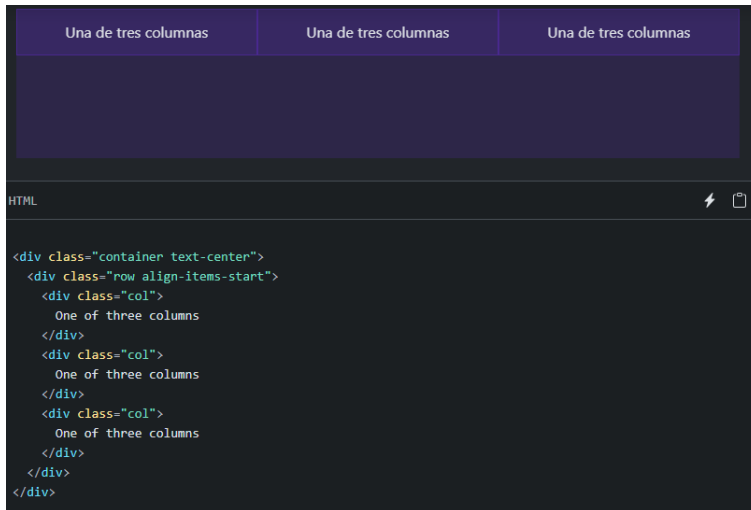 Una de tres columnas Una de tres columnas Una de tres columnas
HTML
<div class="container text-center">
  <div class="row align-items-start">
    <div class="col">
      One of three columns
    </div>
    <div class="col">
      One of three columns
    </div>
    <div class="col">
      One of three columns
    </div>
  </div>
</div>